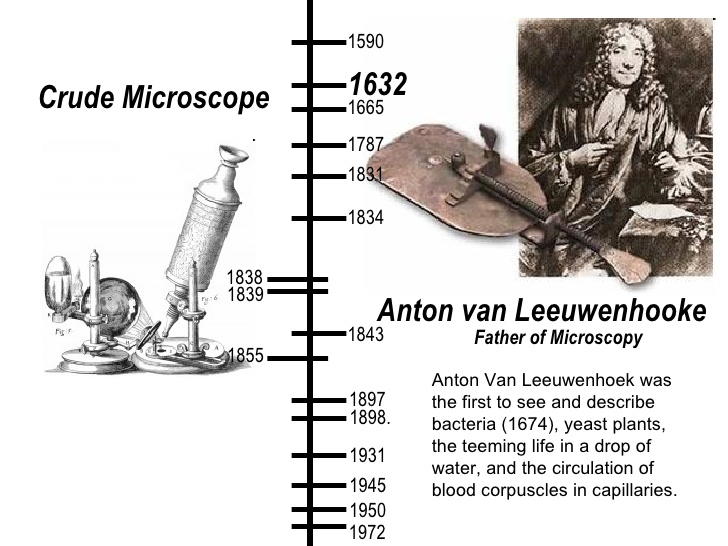 Crude Microscope
1590
1632
1665
1787
1831
1834
1838
1839
1843
1855
1897
1898.
1931
1945
1950
1972
Anton van Leeuwenhooke
Father of Microscopy
Anton Van Leeuwenhoek was
the first to see and describe
bacteria (1674), yeast plants,
the teeming life in a drop of
water, and the circulation of
blood corpuscles in capillaries.